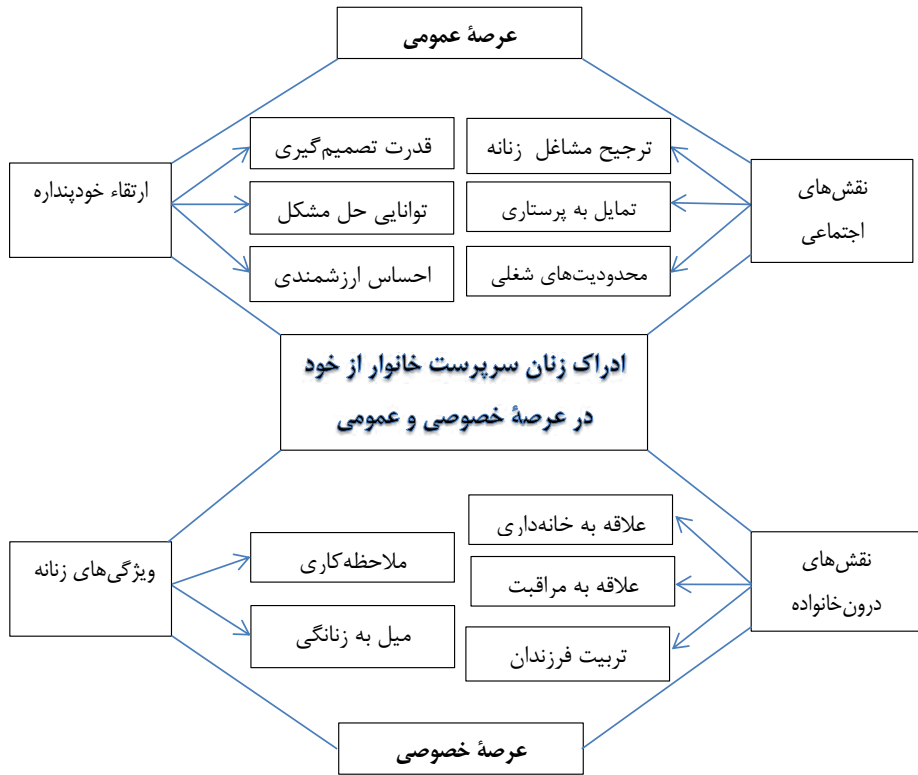 عرصهٔ عمومی
ترجیح مشاغل زنانه
قدرت تصمیم‌گیری
نقش‌های
اجتماعی
تمایل به پرستاری
توانایی حل مشکل
ارتقاء خودپنداره
محدودیت‌های شغلی
احساس ارزشمندی
ادراک زنان سرپرست خانوار از خود
در عرصهٔ خصوصی و عمومی
علاقه به خانه‌داری
ملاحظه‌کاری
نقش‌های
درون‌خانواده
علاقه به مراقبت
ویژگی‌های زنانه
تربیت فرزندان
میل به زنانگی
عرصهٔ خصوصی